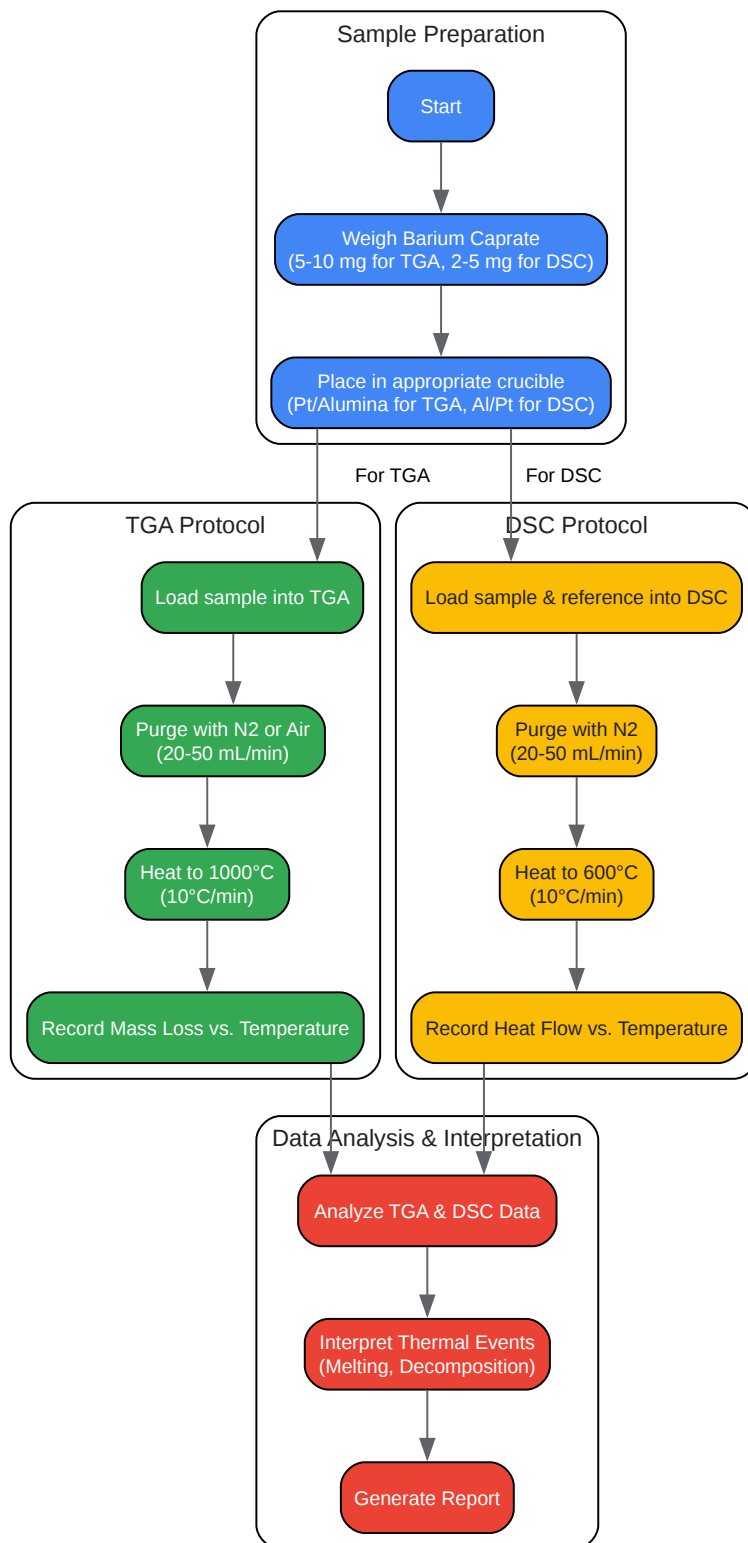 Sample Preparation
Start
Weigh Barium Caprate
(5-10 mg for TGA, 2-5 mg for DSC)
Place in appropriate crucible
(Pt/Alumina for TGA, Al/Pt for DSC)
For TGA
For DSC
TGA Protocol
Load sample into TGA
Purge with N2 or Air
(20-50 mL/min)
Heat to 1000°C
(10°C/min)
Record Mass Loss vs. Temperature
DSC Protocol
Load sample & reference into DSC
Purge with N2
(20-50 mL/min)
Heat to 600°C
(10°C/min)
Record Heat Flow vs. Temperature
Data Analysis & Interpretation
Analyze TGA & DSC Data
Interpret Thermal Events
(Melting, Decomposition)
Generate Report